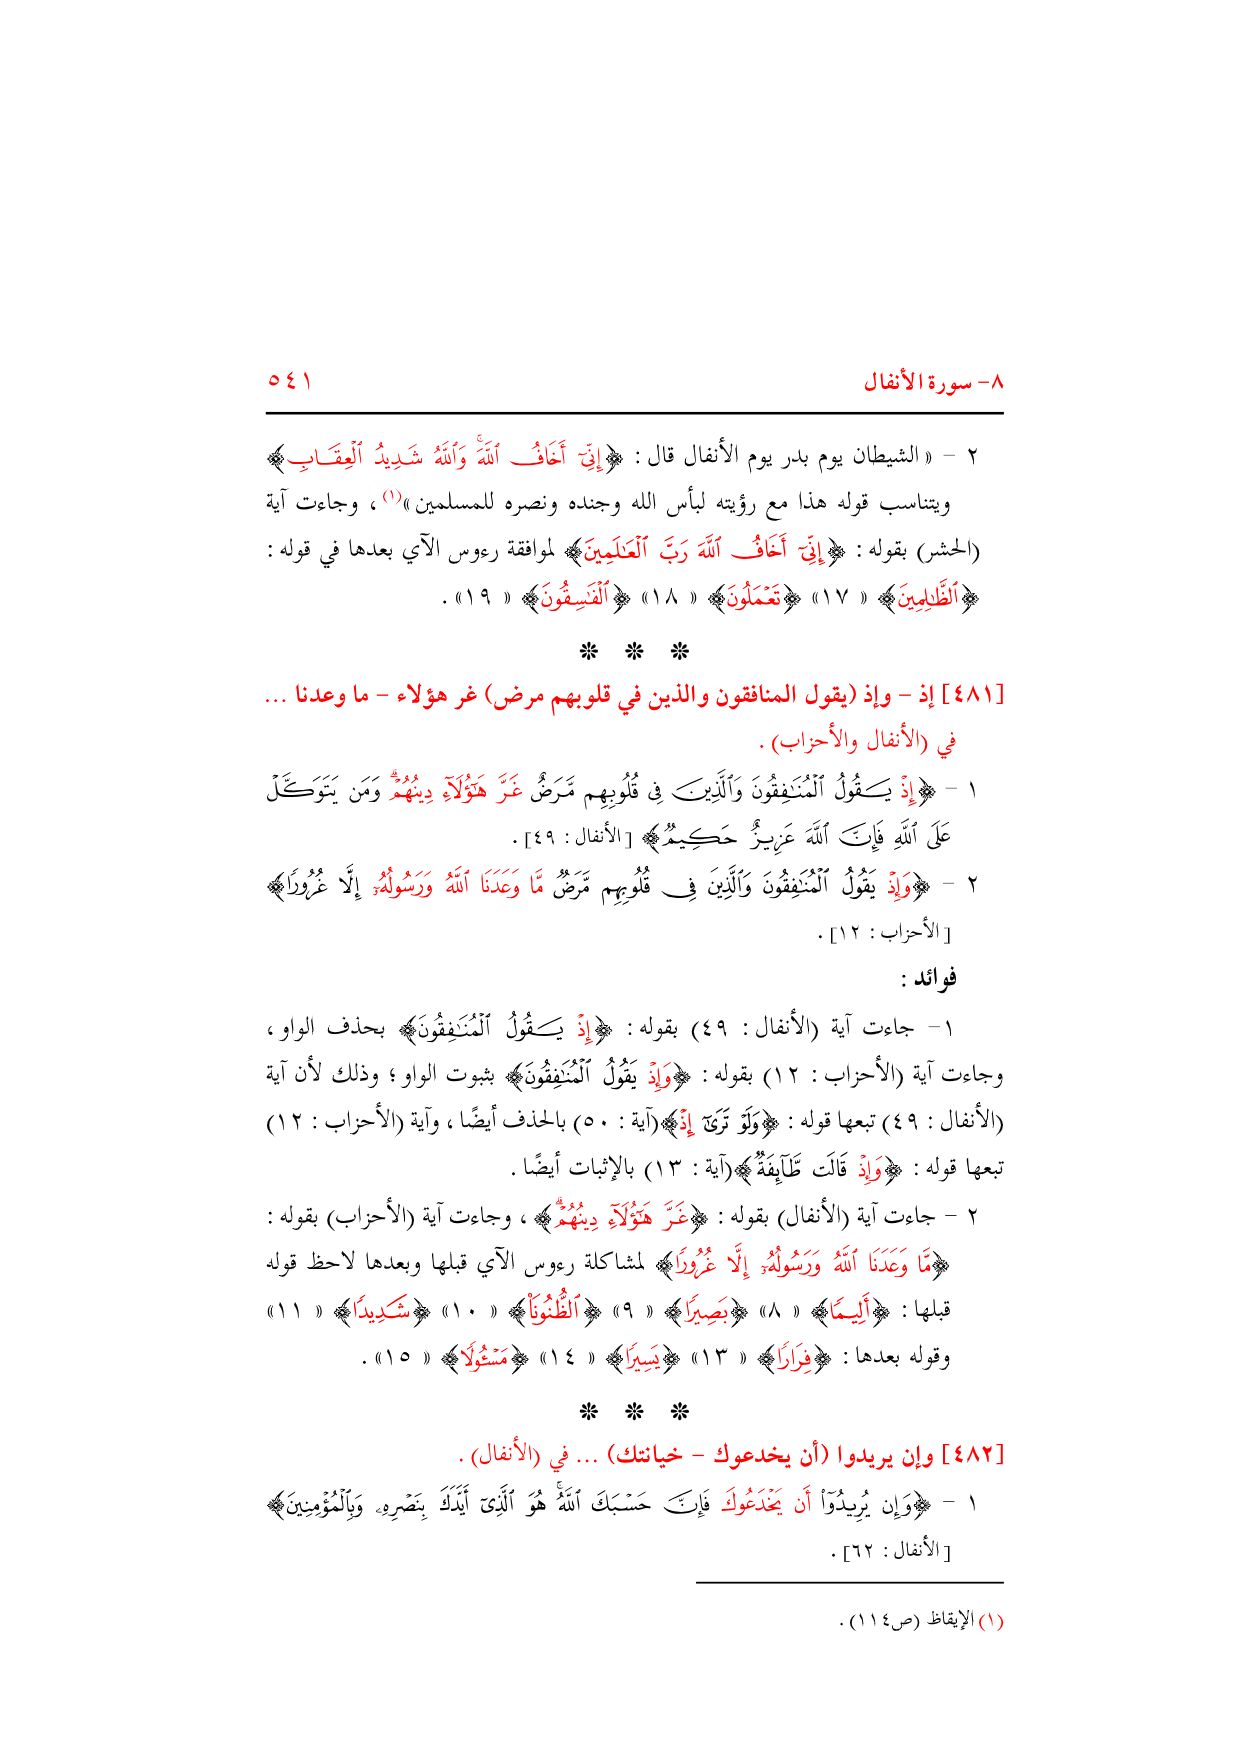 ٨- سورة الأنفال ٥٤١
٢ - « الشيطان يوم بدر يوم الأنفال قال : ﴿إِنِّيٓ أَخَافُ ٱللَّهَۚ وَٱللَّهُ شَدِيدُ ٱلْعِقَابِ﴾
ويتناسب قوله هذا مع رؤيته لبأس الله وجنده ونصره للمسلمين»(١) ، وجاءت آية
(الحشر) بقوله : ﴿إِنِّيٓ أَخَافُ ٱللَّهَ رَبَّ ٱلْعَٰلَمِينَ﴾ لموافقة رءوس الآي بعدها في قوله :
﴿ٱلظَّٰلِمِينَ﴾ « ١٧» ﴿تَعْمَلُونَ﴾ « ١٨» ﴿ٱلْفَٰسِقُونَ﴾ « ١٩» .
❊ ❊ ❊
[٤٨١] إذ - وإذ (يقول المنافقون والذين في قلوبهم مرض) غر هؤلاء - ما وعدنا ...
في (الأنفال والأحزاب) .
١ - ﴿إِذْ يَقُولُ ٱلْمُنَٰفِقُونَ وَٱلَّذِينَ فِى قُلُوبِهِم مَّرَضٌ غَرَّ هَٰٓؤُلَآءِ دِينُهُمْۗ وَمَن يَتَوَكَّلْ
عَلَى ٱللَّهِ فَإِنَّ ٱللَّهَ عَزِيزٌ حَكِيمٌ﴾ [الأنفال : ٤٩] .
٢ - ﴿وَإِذْ يَقُولُ ٱلْمُنَٰفِقُونَ وَٱلَّذِينَ فِى قُلُوبِهِم مَّرَضٌ مَّا وَعَدَنَا ٱللَّهُ وَرَسُولُهُۥٓ إِلَّا غُرُورًا﴾
[الأحزاب : ١٢] .
فوائد :
١- جاءت آية (الأنفال : ٤٩) بقوله : ﴿إِذْ يَقُولُ ٱلْمُنَٰفِقُونَ﴾ بحذف الواو ،
وجاءت آية (الأحزاب : ١٢) بقوله : ﴿وَإِذْ يَقُولُ ٱلْمُنَٰفِقُونَ﴾ بثبوت الواو ؛ وذلك لأن آية
(الأنفال : ٤٩) تبعها قوله : ﴿وَلَوْ تَرَىٰٓ إِذْ﴾(آية : ٥٠) بالحذف أيضًا ، وآية (الأحزاب : ١٢)
تبعها قوله : ﴿وَإِذْ قَالَت طَّآئِفَةٌ﴾(آية : ١٣) بالإثبات أيضًا .
٢ - جاءت آية (الأنفال) بقوله : ﴿غَرَّ هَٰٓؤُلَآءِ دِينُهُمْۗ﴾ ، وجاءت آية (الأحزاب) بقوله :
﴿مَّا وَعَدَنَا ٱللَّهُ وَرَسُولُهُۥٓ إِلَّا غُرُورًا﴾ لمشاكلة رءوس الآي قبلها وبعدها لاحظ قوله
قبلها : ﴿أَلِيمًا﴾ « ٨» ﴿بَصِيرًا﴾ « ٩» ﴿ٱلظُّنُونَا۠﴾ « ١٠» ﴿شَدِيدًا﴾ « ١١»
وقوله بعدها : ﴿فِرَارًا﴾ « ١٣» ﴿يَسِيرًا﴾ « ١٤» ﴿مَسْـُٔولًا﴾ « ١٥» .
❊ ❊ ❊
[٤٨٢] وإن يريدوا (أن يخدعوك - خيانتك) ... في (الأنفال) .
١ - ﴿وَإِن يُرِيدُوٓا۟ أَن يَخْدَعُوكَ فَإِنَّ حَسْبَكَ ٱللَّهُۚ هُوَ ٱلَّذِىٓ أَيَّدَكَ بِنَصْرِهِۦ وَبِٱلْمُؤْمِنِينَ﴾
[الأنفال : ٦٢] .
(١) الإيقاظ (ص١١٤) .